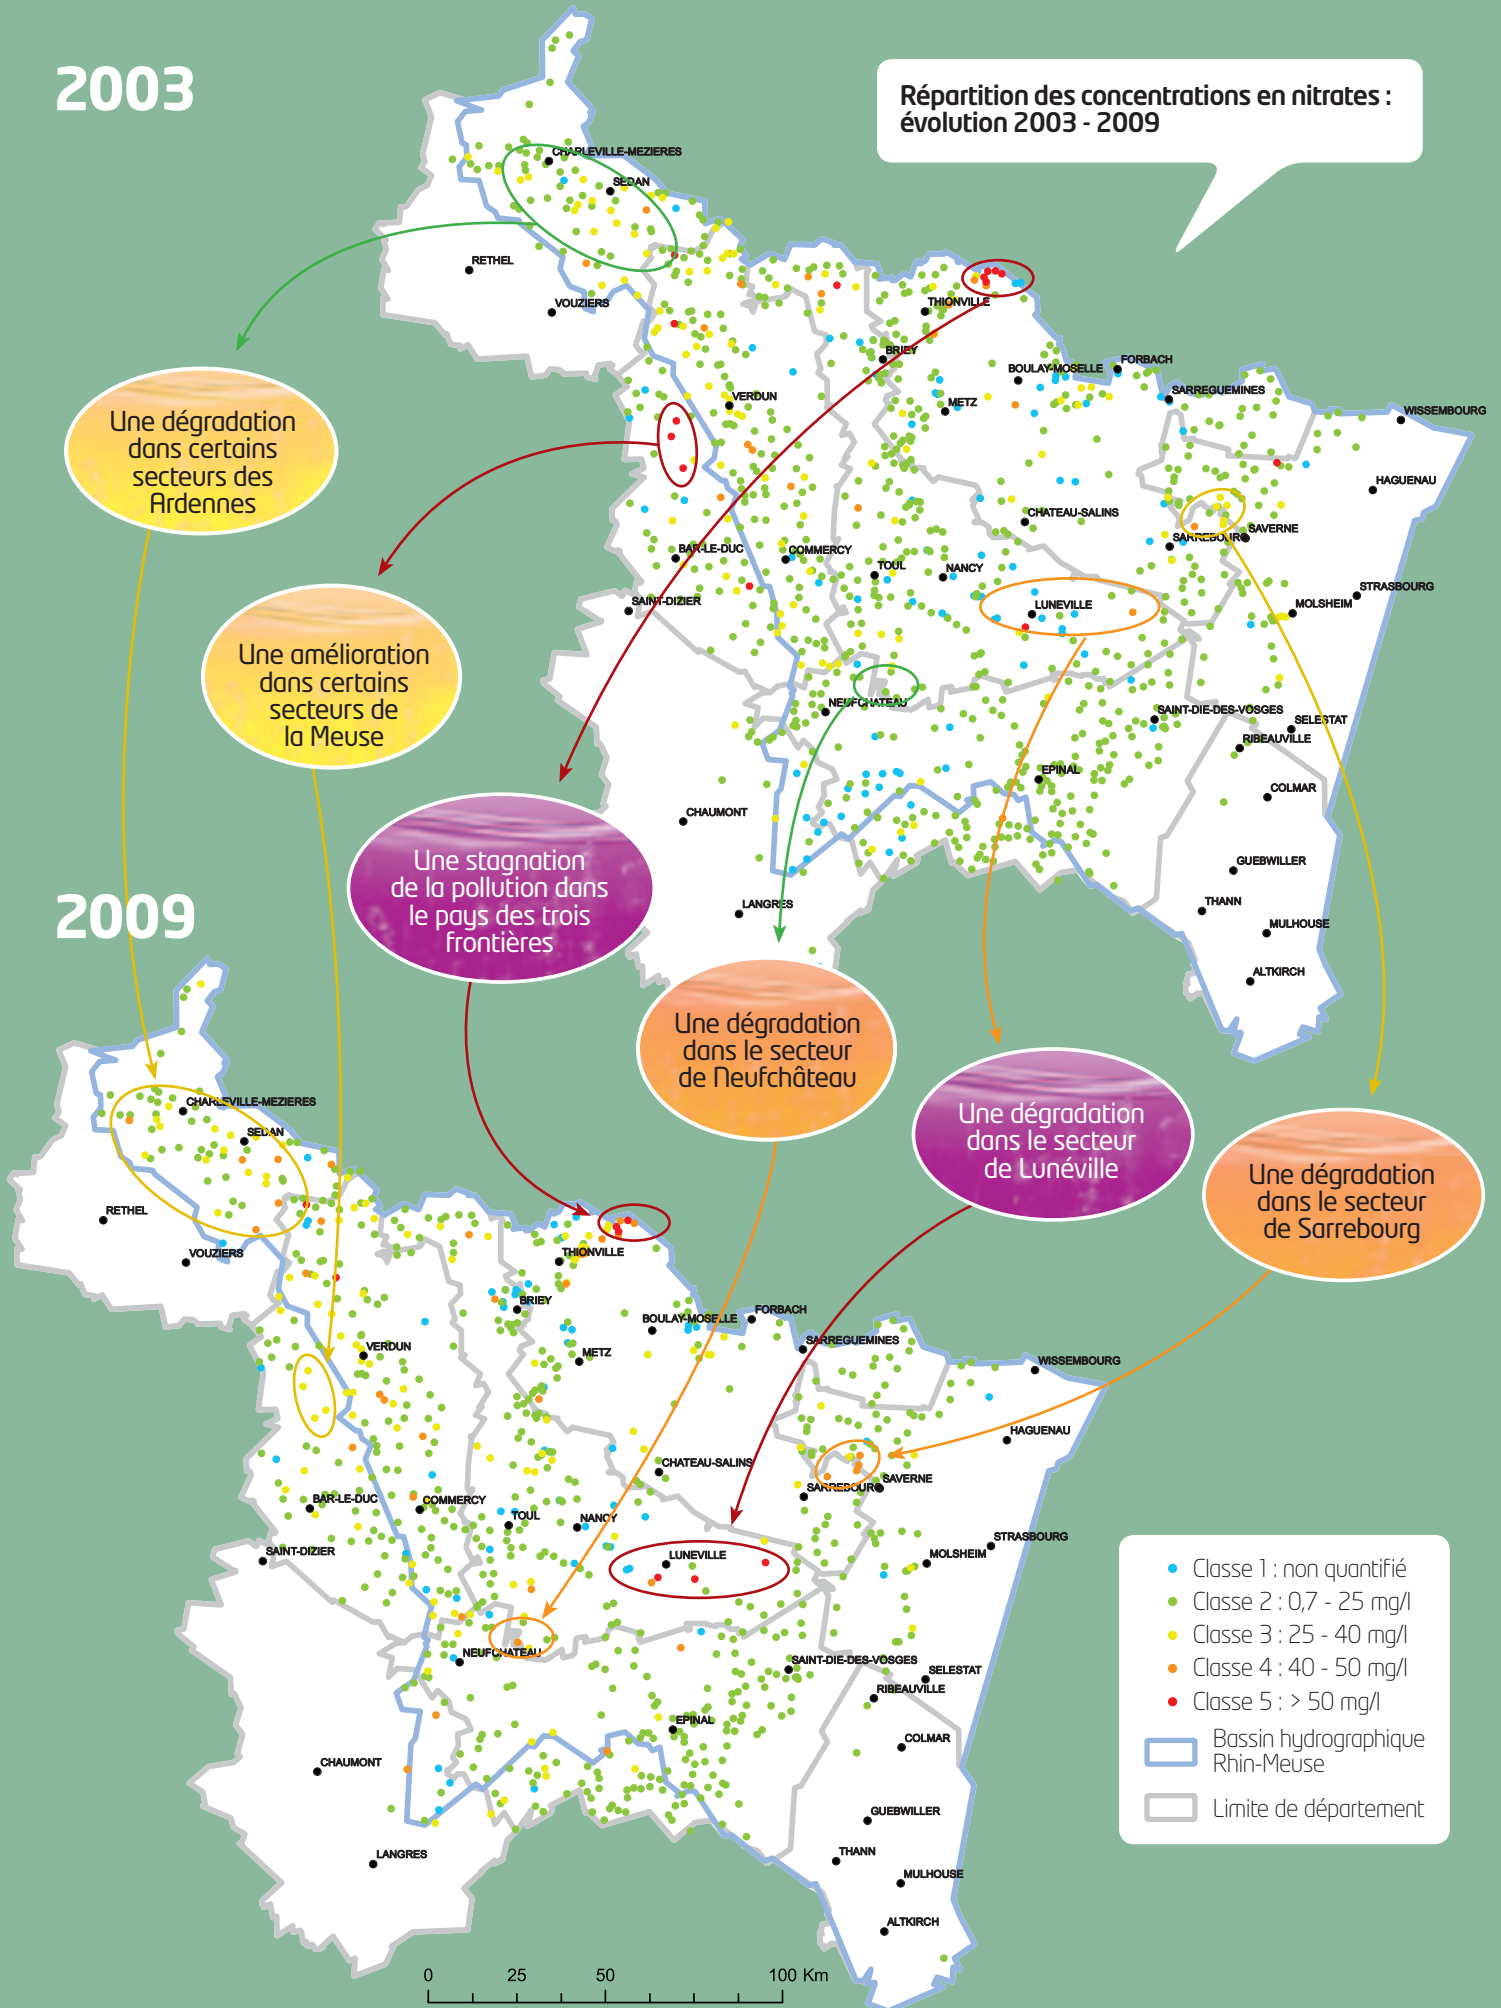 2003
Répartition des concentrations en nitrates :
évolution 2003 - 2009
CHARLEVILLE-MEZIERES
SEDAN
RETHEL
VOUZIERS
THIONVILLE
BRIEY
BOULAY-MOSELLE
FORBACH
SARREGUEMINES
WISSEMBOURG
VERDUN
METZ
HAGUENAU
CHATEAU-SALINS
SARREBOURG
SAVERNE
BAR-LE-DUC
COMMERCY
TOUL
NANCY
STRASBOURG
MOLSHEIM
SAINT-DIZIER
LUNEVILLE
NEUFCHATEAU
SAINT-DIE-DES-VOSGES
SELESTAT
RIBEAUVILLE
EPINAL
COLMAR
CHAUMONT
GUEBWILLER
LANGRES
THANN
MULHOUSE
ALTKIRCH
Une dégradation
dans certains
secteurs des
Ardennes
Une amélioration
dans certains
secteurs de
la Meuse
Une stagnation
de la pollution dans
le pays des trois
frontières
Une dégradation
dans le secteur
de Neufchâteau
Une dégradation
dans le secteur
de Lunéville
Une dégradation
dans le secteur
de Sarrebourg
2009
CHARLEVILLE-MEZIERES
SEDAN
RETHEL
VOUZIERS
THIONVILLE
BRIEY
BOULAY-MOSELLE
FORBACH
SARREGUEMINES
WISSEMBOURG
VERDUN
METZ
HAGUENAU
CHATEAU-SALINS
SARREBOURG
SAVERNE
BAR-LE-DUC
COMMERCY
TOUL
NANCY
STRASBOURG
MOLSHEIM
SAINT-DIZIER
LUNEVILLE
NEUFCHATEAU
SAINT-DIE-DES-VOSGES
SELESTAT
RIBEAUVILLE
EPINAL
COLMAR
CHAUMONT
GUEBWILLER
LANGRES
THANN
MULHOUSE
ALTKIRCH
Classe 1 : non quantifié
Classe 2 : 0,7 - 25 mg/l
Classe 3 : 25 - 40 mg/l
Classe 4 : 40 - 50 mg/l
Classe 5 : > 50 mg/l
Bassin hydrographique
Rhin-Meuse
Limite de département
0 25 50 100 Km